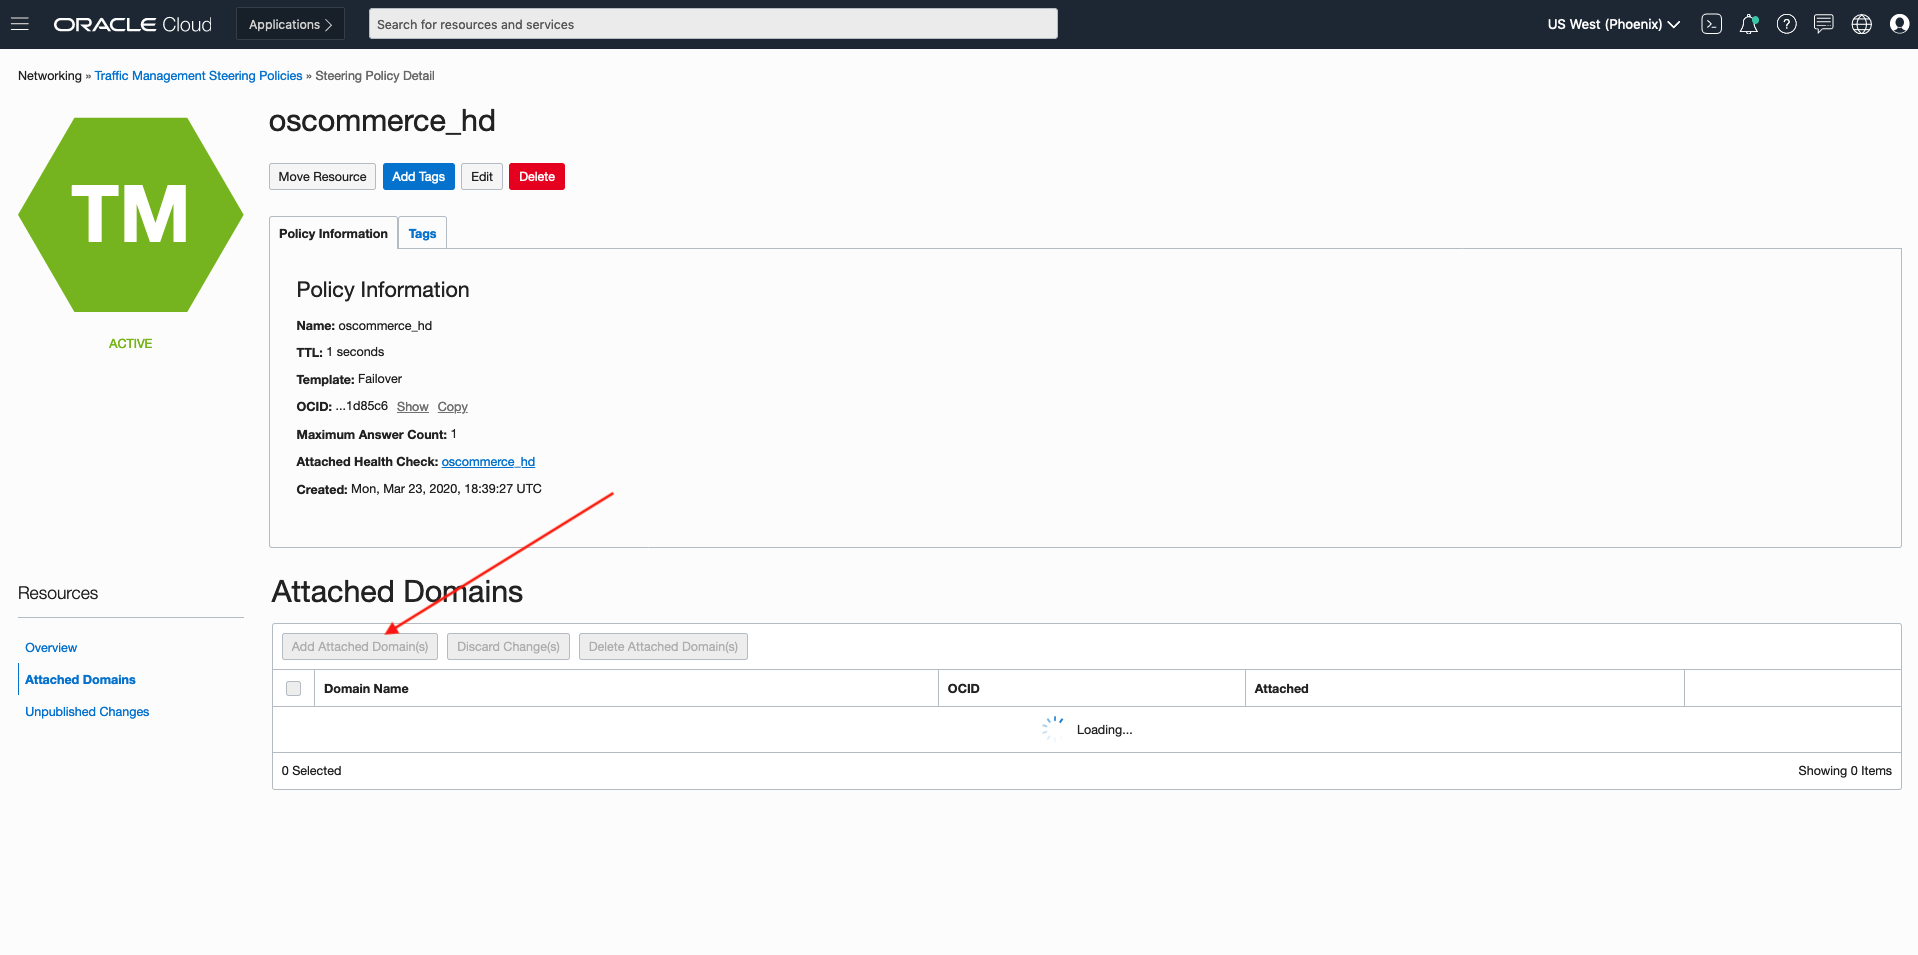 ORACLE Cloud
Applications
Search for resources and services
US West (Phoenix)
Networking » Traffic Management Steering Policies » Steering Policy Detail
TM
ACTIVE
oscommerce_hd
Move Resource Add Tags Edit Delete
Policy Information Tags
Policy Information
Name: oscommerce_hd
TTL: 1 seconds
Template: Failover
OCID: ...1d85c6 Show Copy
Maximum Answer Count: 1
Attached Health Check: oscommerce_hd
Created: Mon, Mar 23, 2020, 18:39:27 UTC
Resources
Overview
Attached Domains
Unpublished Changes
Attached Domains
Add Attached Domain(s) Discard Change(s) Delete Attached Domain(s)
Domain Name OCID Attached
Loading...
0 Selected Showing 0 Items